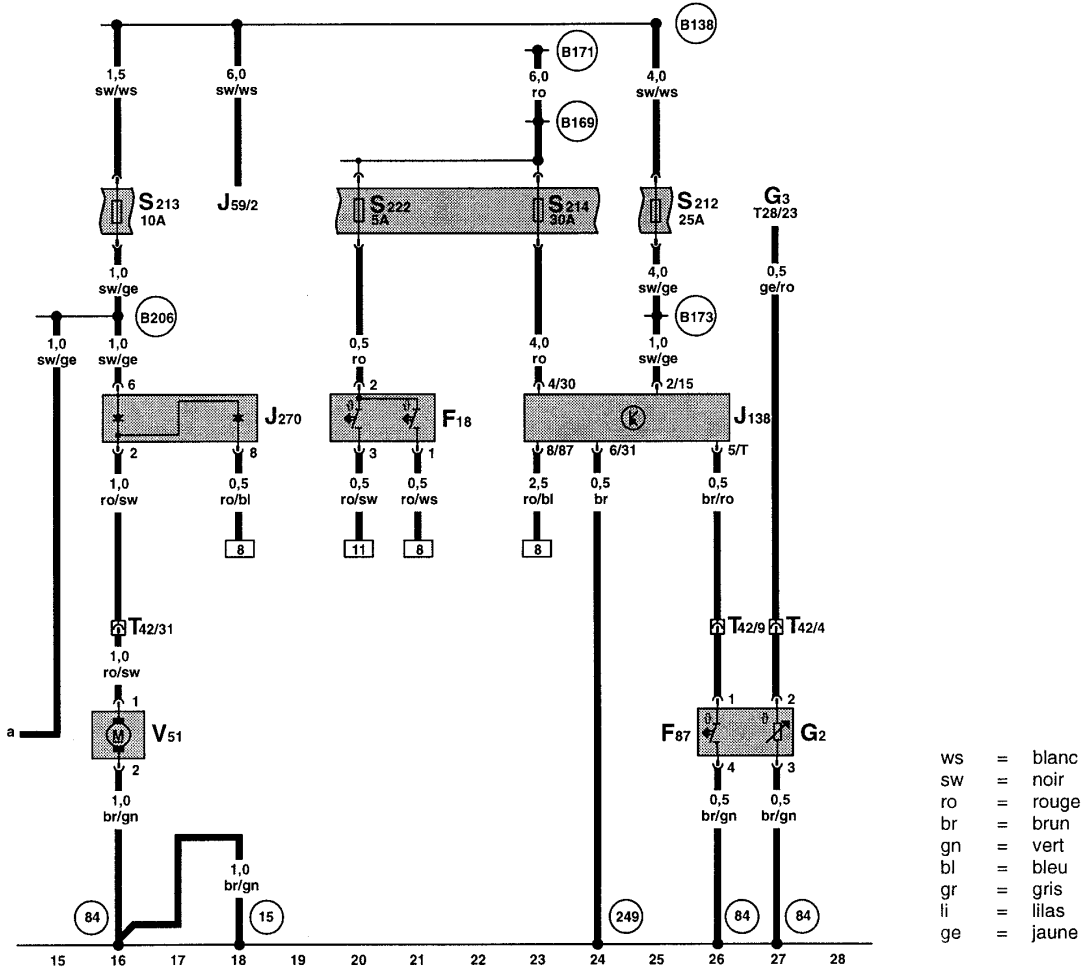 B138
B171
1,5
sw/ws
6,0
sw/ws
6,0
ro
4,0
sw/ws
B169
S213
10A
J59/2
S222
5A
S214
30A
S212
25A
G3
T28/23
1,0
sw/ge
4,0
sw/ge
0,5
ge/ro
B206
B173
1,0
sw/ge
1,0
sw/ge
0,5
ro
4,0
ro
1,0
sw/ge
6
2
4/30
2/15
J270
F18
J138
2
8
3
1
8/87
6/31
5/T
1,0
ro/sw
0,5
ro/bl
0,5
ro/sw
0,5
ro/ws
2,5
ro/bl
0,5
br
0,5
br/ro
8
11
8
8
T42/31
T42/9
T42/4
1,0
ro/sw
1
1
2
a
M
V51
F87
ϑ
ϑ
G2
2
4
3
1,0
br/gn
0,5
br/gn
0,5
br/gn
1,0
br/gn
84
15
249
84
84
15 16 17 18 19 20 21 22 23 24 25 26 27 28
ws = blanc
sw = noir
ro = rouge
br = brun
gn = vert
bl = bleu
gr = gris
li = lilas
ge = jaune